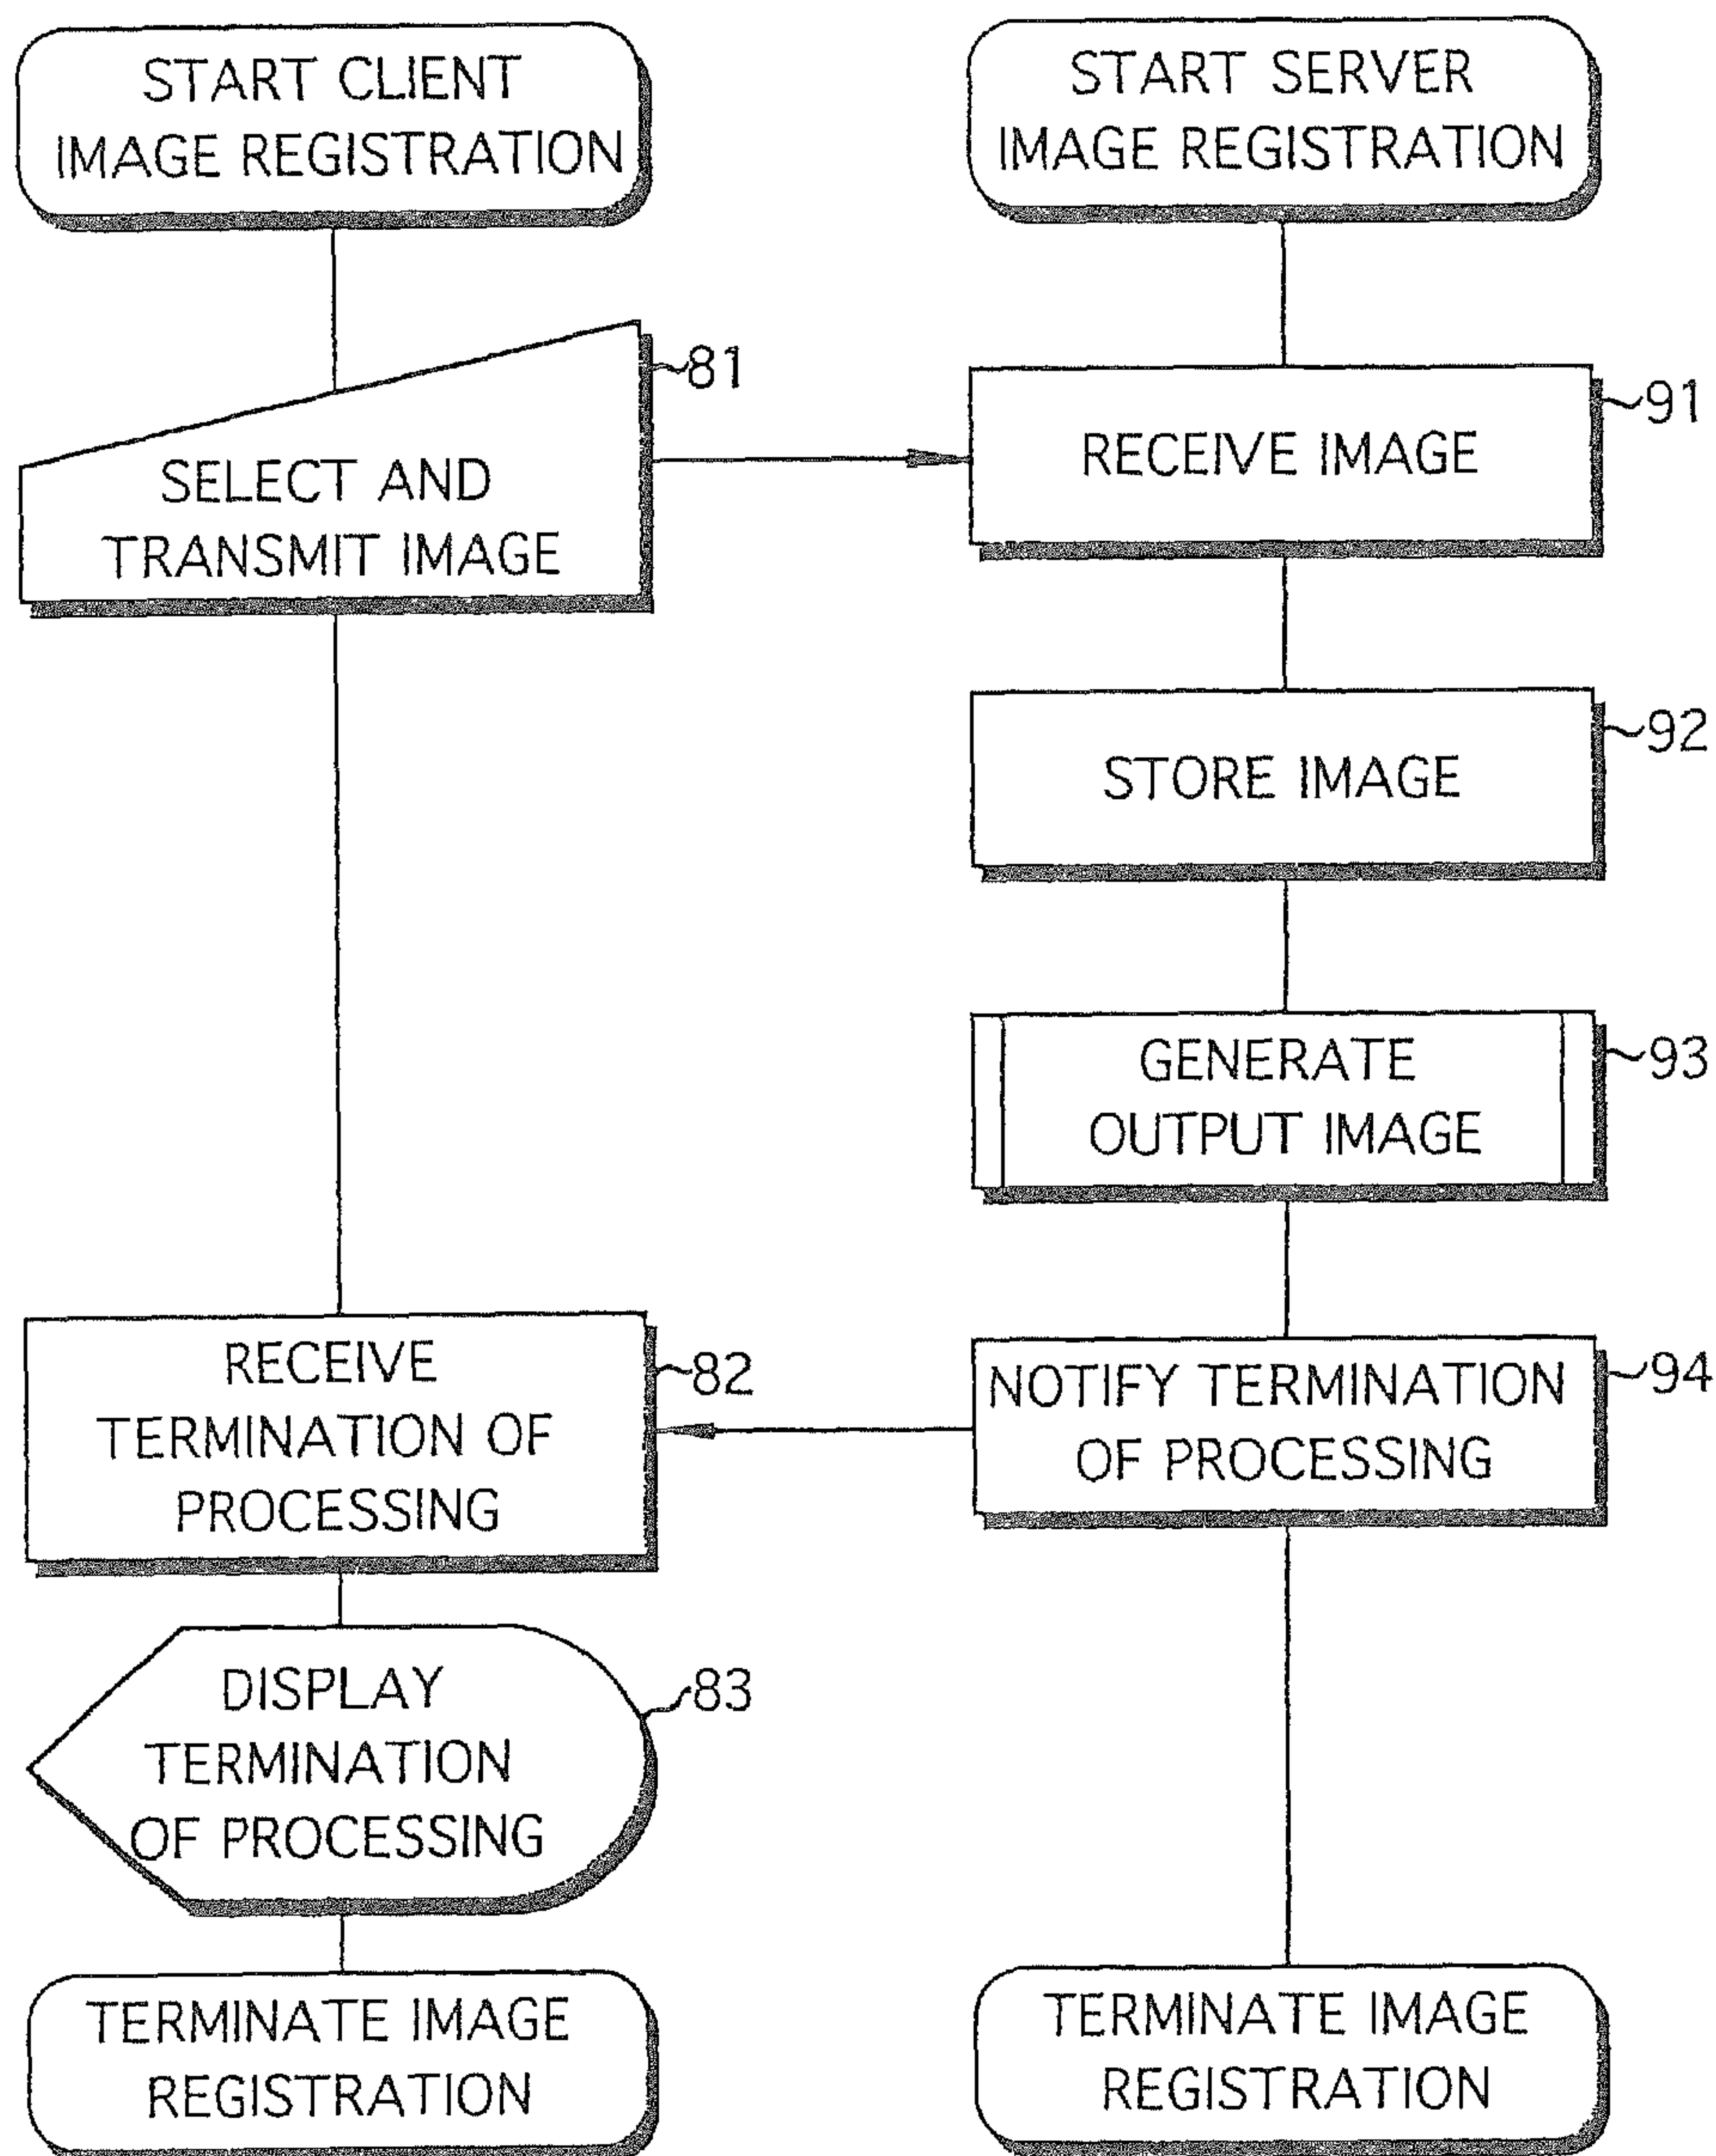 START CLIENT
IMAGE REGISTRATION
START SERVER
IMAGE REGISTRATION
81
SELECT AND
TRANSMIT IMAGE
91
RECEIVE IMAGE
92
STORE IMAGE
93
GENERATE
OUTPUT IMAGE
82
RECEIVE
TERMINATION OF
PROCESSING
94
NOTIFY TERMINATION
OF PROCESSING
83
DISPLAY
TERMINATION
OF PROCESSING
TERMINATE IMAGE
REGISTRATION
TERMINATE IMAGE
REGISTRATION